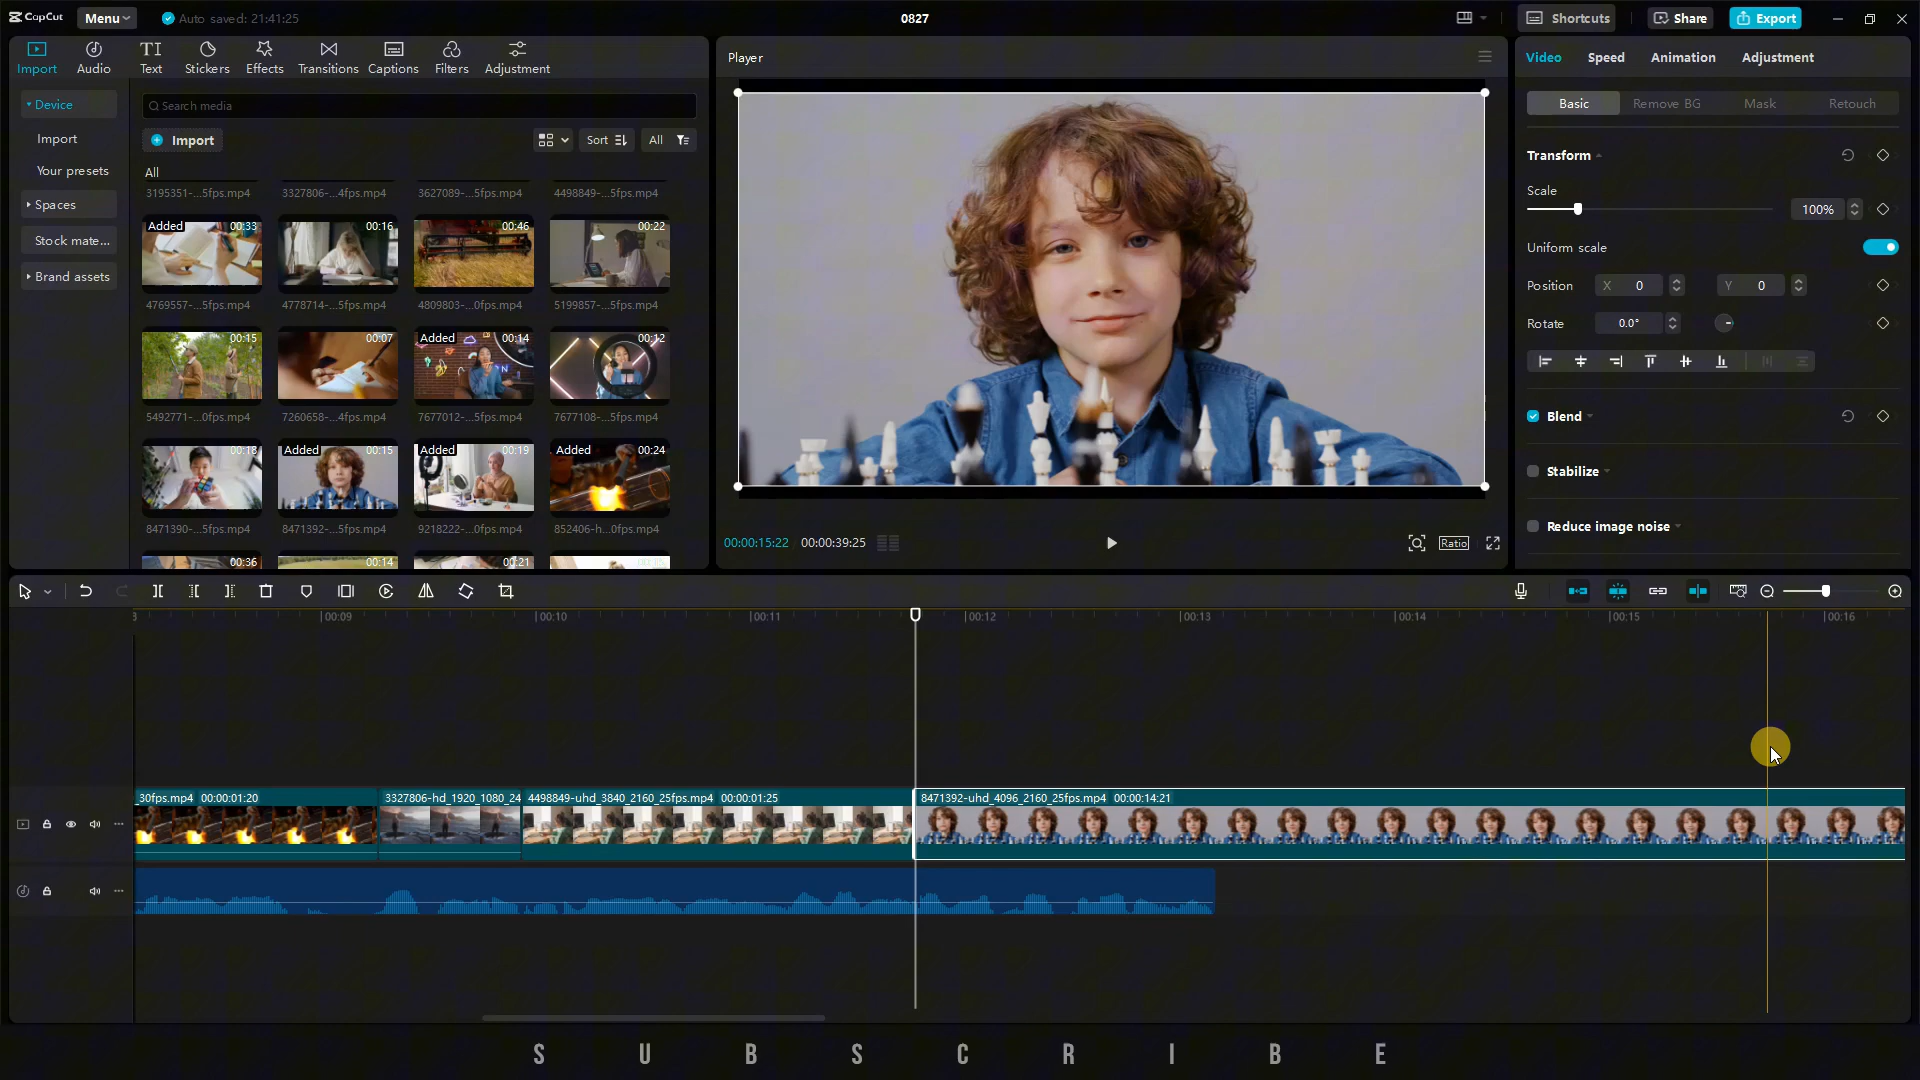 CapCut
Menu
Auto saved: 21:41:25
0827
Shortcuts
Share
Export
Import
Audio
TI
Text
Stickers
Effects
Transitions
Captions
Filters
Adjustment
Device
Import
Your presets
Spaces
Stock mate...
Brand assets
Search media
Import
Sort
All
All
3195351-...5fps.mp4
3327806-...4fps.mp4
3627089-...5fps.mp4
4498849-...5fps.mp4
Added 00:33
00:16
00:46
00:22
4769557-...5fps.mp4
4778714-...5fps.mp4
4809803-...0fps.mp4
5199857-...5fps.mp4
00:15
00:07
Added 00:14
00:12
5492771-...0fps.mp4
7260658-...4fps.mp4
7677012-...5fps.mp4
7677108-...5fps.mp4
00:18
Added 00:15
Added 00:19
Added 00:24
8471390-...5fps.mp4
8471392-...5fps.mp4
9218222-...0fps.mp4
852406-h...0fps.mp4
00:36
00:14
00:21
Player
00:00:15:22
00:00:39:25
Ratio
Video
Speed
Animation
Adjustment
Basic
Remove BG
Mask
Retouch
Transform
Scale
100%
Uniform scale
Position X 0 Y 0
Rotate 0.0°
Blend
Stabilize
Reduce image noise
00:09
00:10
00:11
00:12
00:13
00:14
00:15
00:16
_30fps.mp4 00:00:01:20
3327806-hd_1920_1080_24
4498849-uhd_3840_2160_25fps.mp4 00:00:01:25
8471392-uhd_4096_2160_25fps.mp4 00:00:14:21
S U B S C R I B E